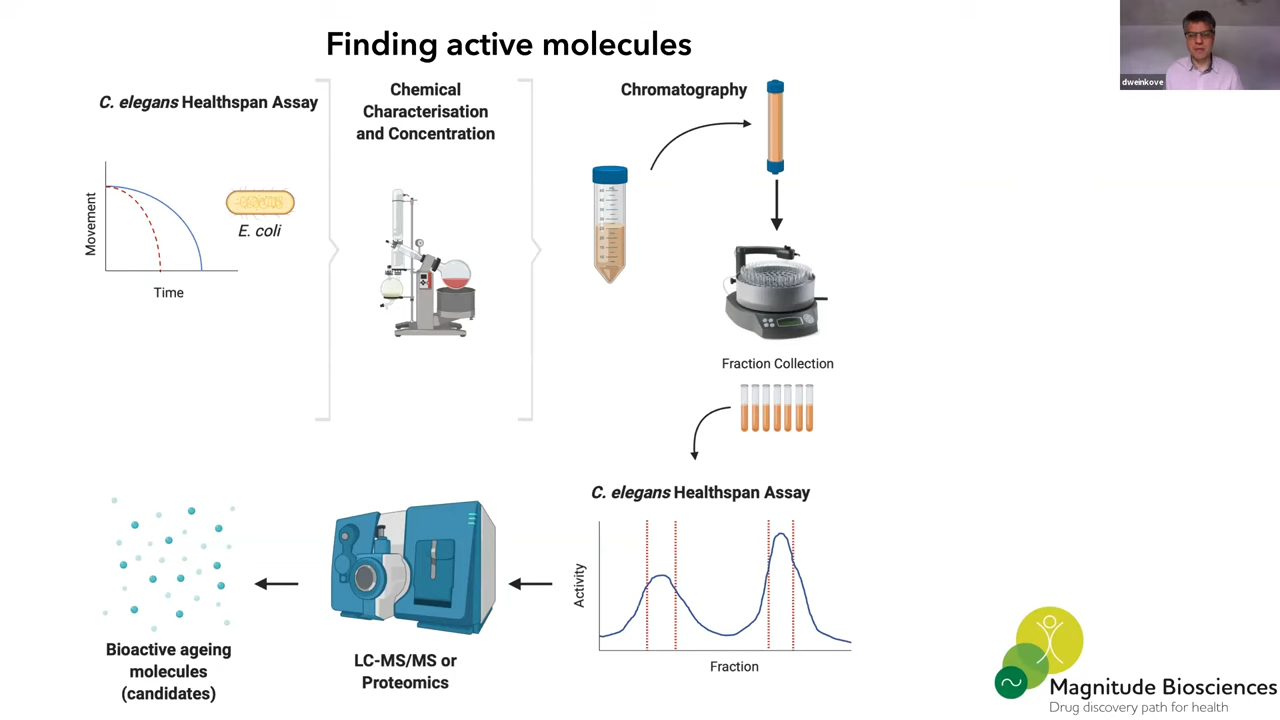 Finding active molecules
dweinkove
C. elegans Healthspan Assay
Movement
E. coli
Time
Chemical
Characterisation
and Concentration
Chromatography
Fraction Collection
C. elegans Healthspan Assay
Activity
Fraction
LC-MS/MS or
Proteomics
Bioactive ageing
molecules
(candidates)
Magnitude Biosciences
Drug discovery path for health